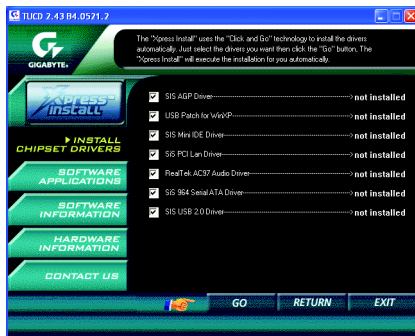 TUCD 2.43 B4.0521.2
The "Xpress Install" uses the "Click and Go" technology to install the drivers
automatically. Just select the drivers you want then click the "Go" button, The
"Xpress Install" will execute the installation for you automatically.
G
GIGABYTE
Xpress
Install
INSTALL
CHIPSET DRIVERS
SOFTWARE
APPLICATIONS
SOFTWARE
INFORMATION
HARDWARE
INFORMATION
CONTACT US
SIS AGP Driver not installed
USB Patch for WinXP not installed
SIS Mini IDE Driver not installed
SiS PCI Lan Driver not installed
RealTek AC97 Audio Driver not installed
SiS 964 Serial ATA Driver not installed
SIS USB 2.0 Driver not installed
GO RETURN EXIT